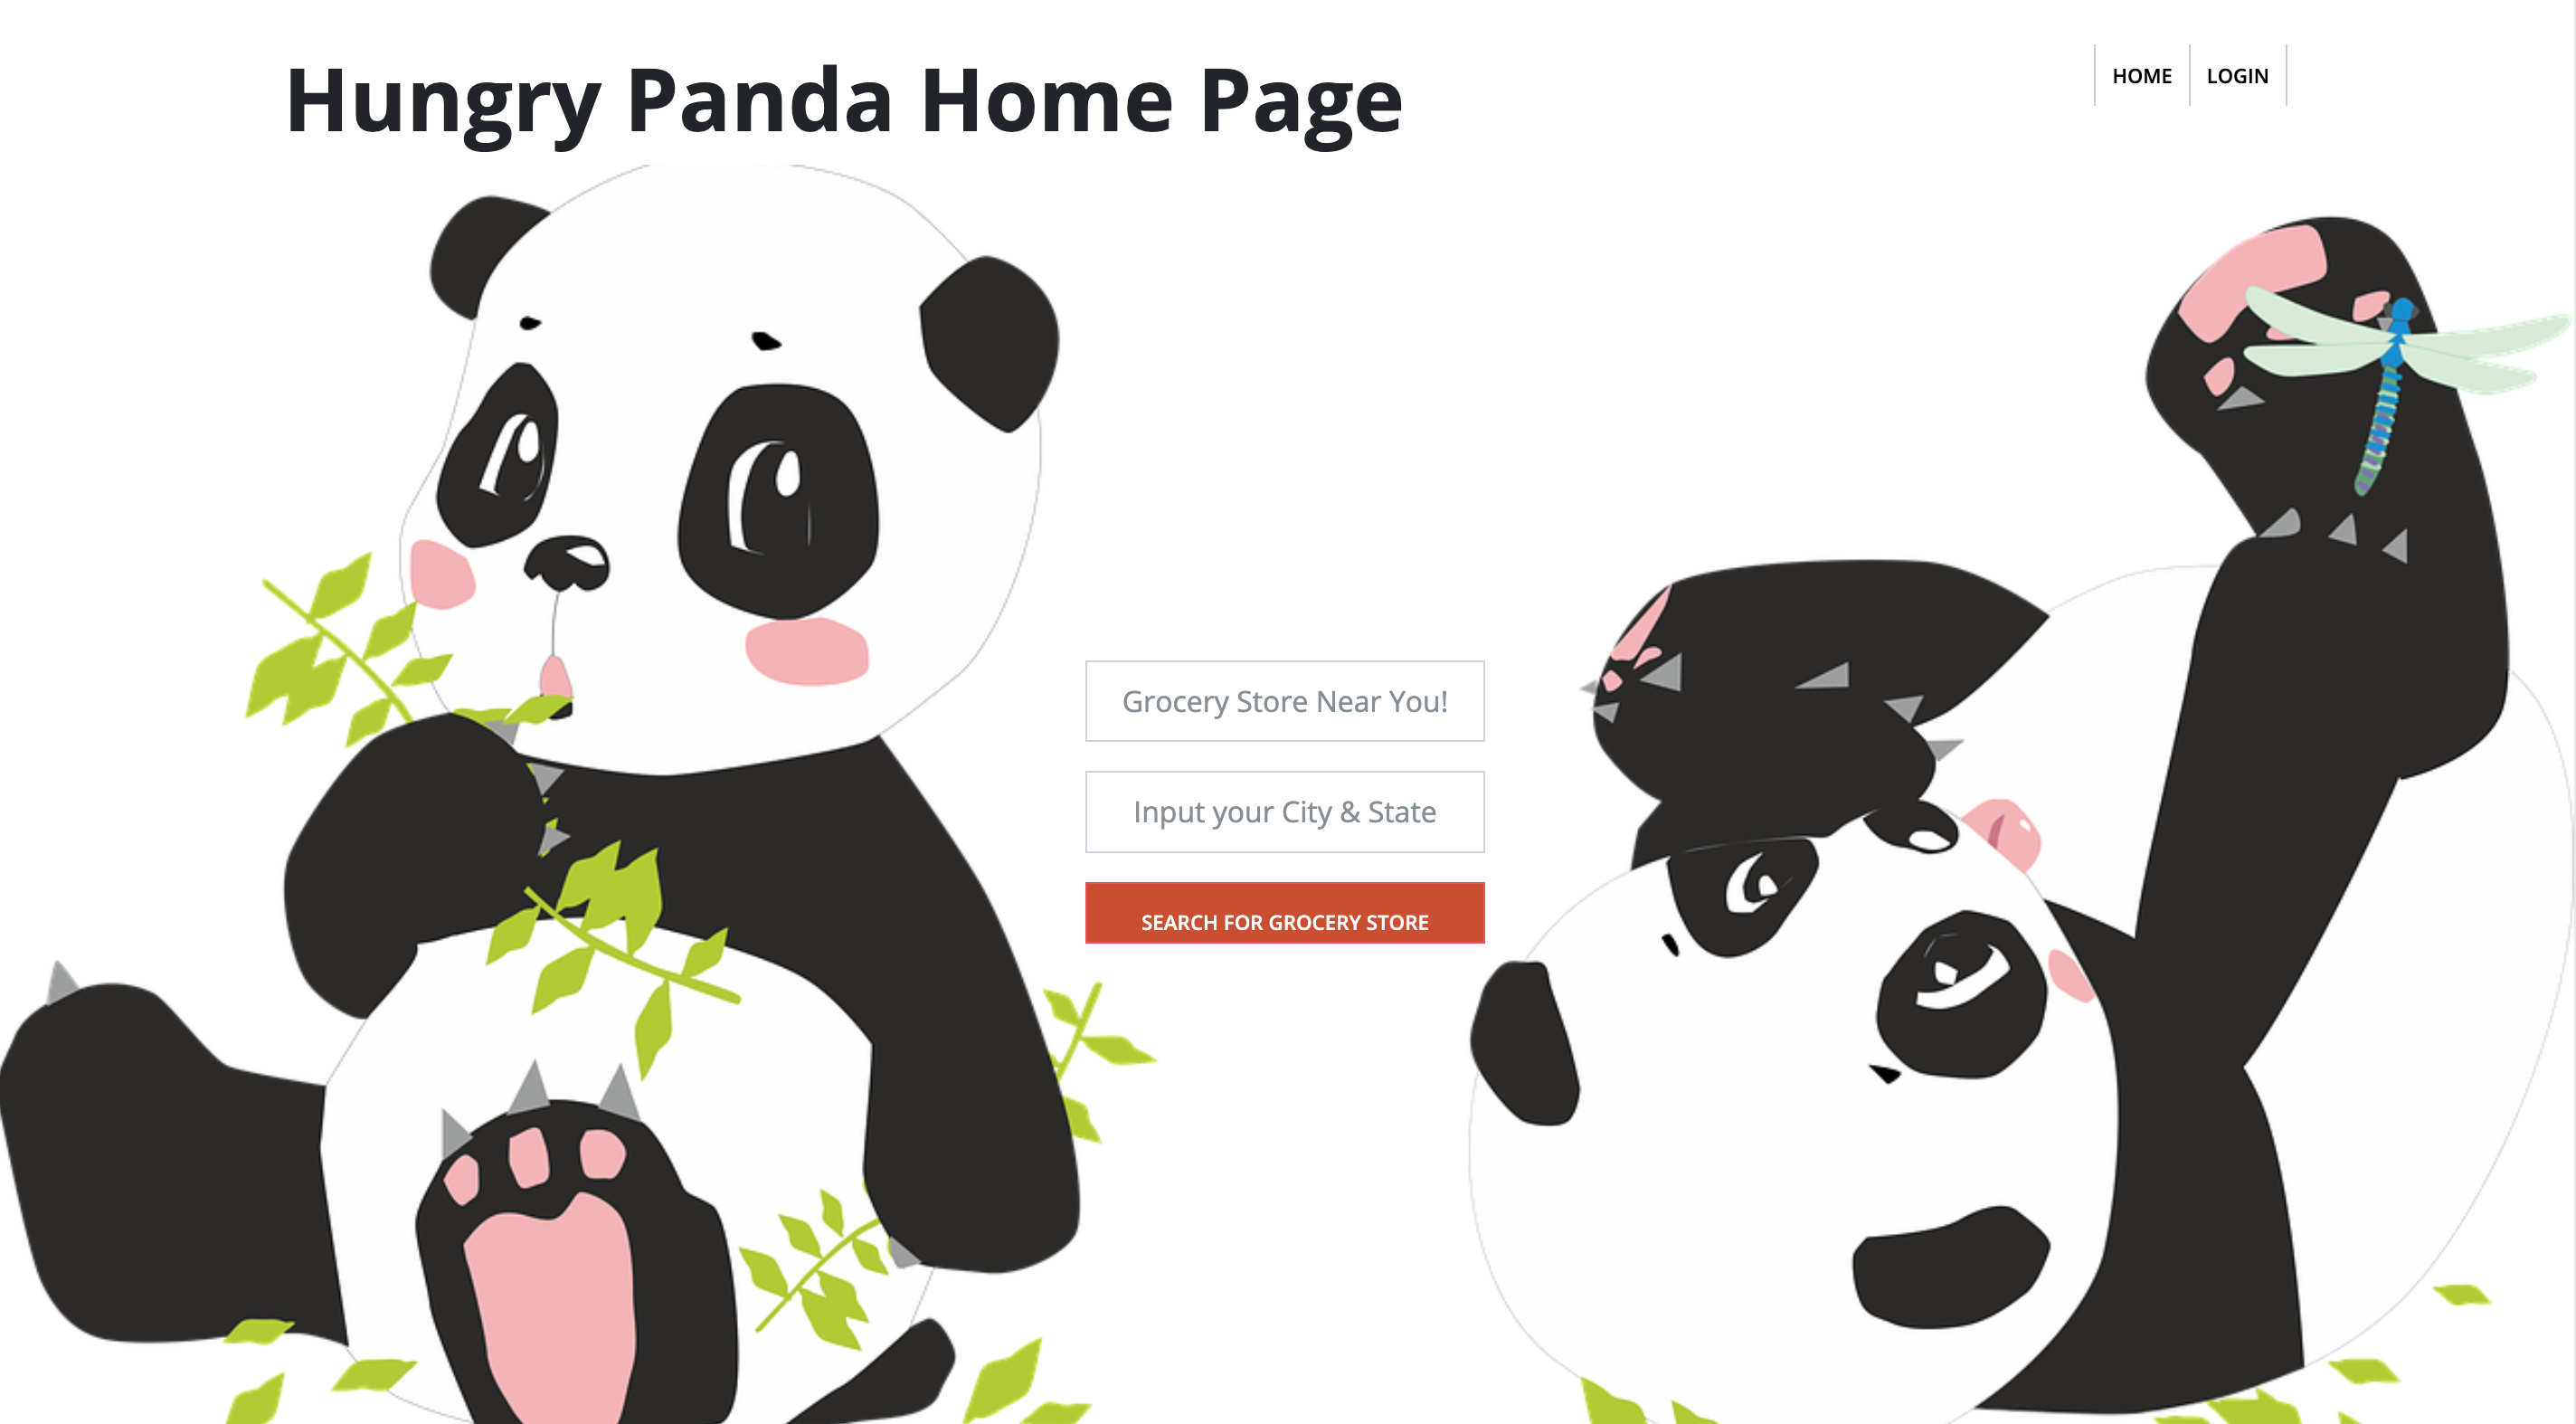 Hungry Panda Home Page
HOME
LOGIN
Grocery Store Near You!
Input your City & State
SEARCH FOR GROCERY STORE